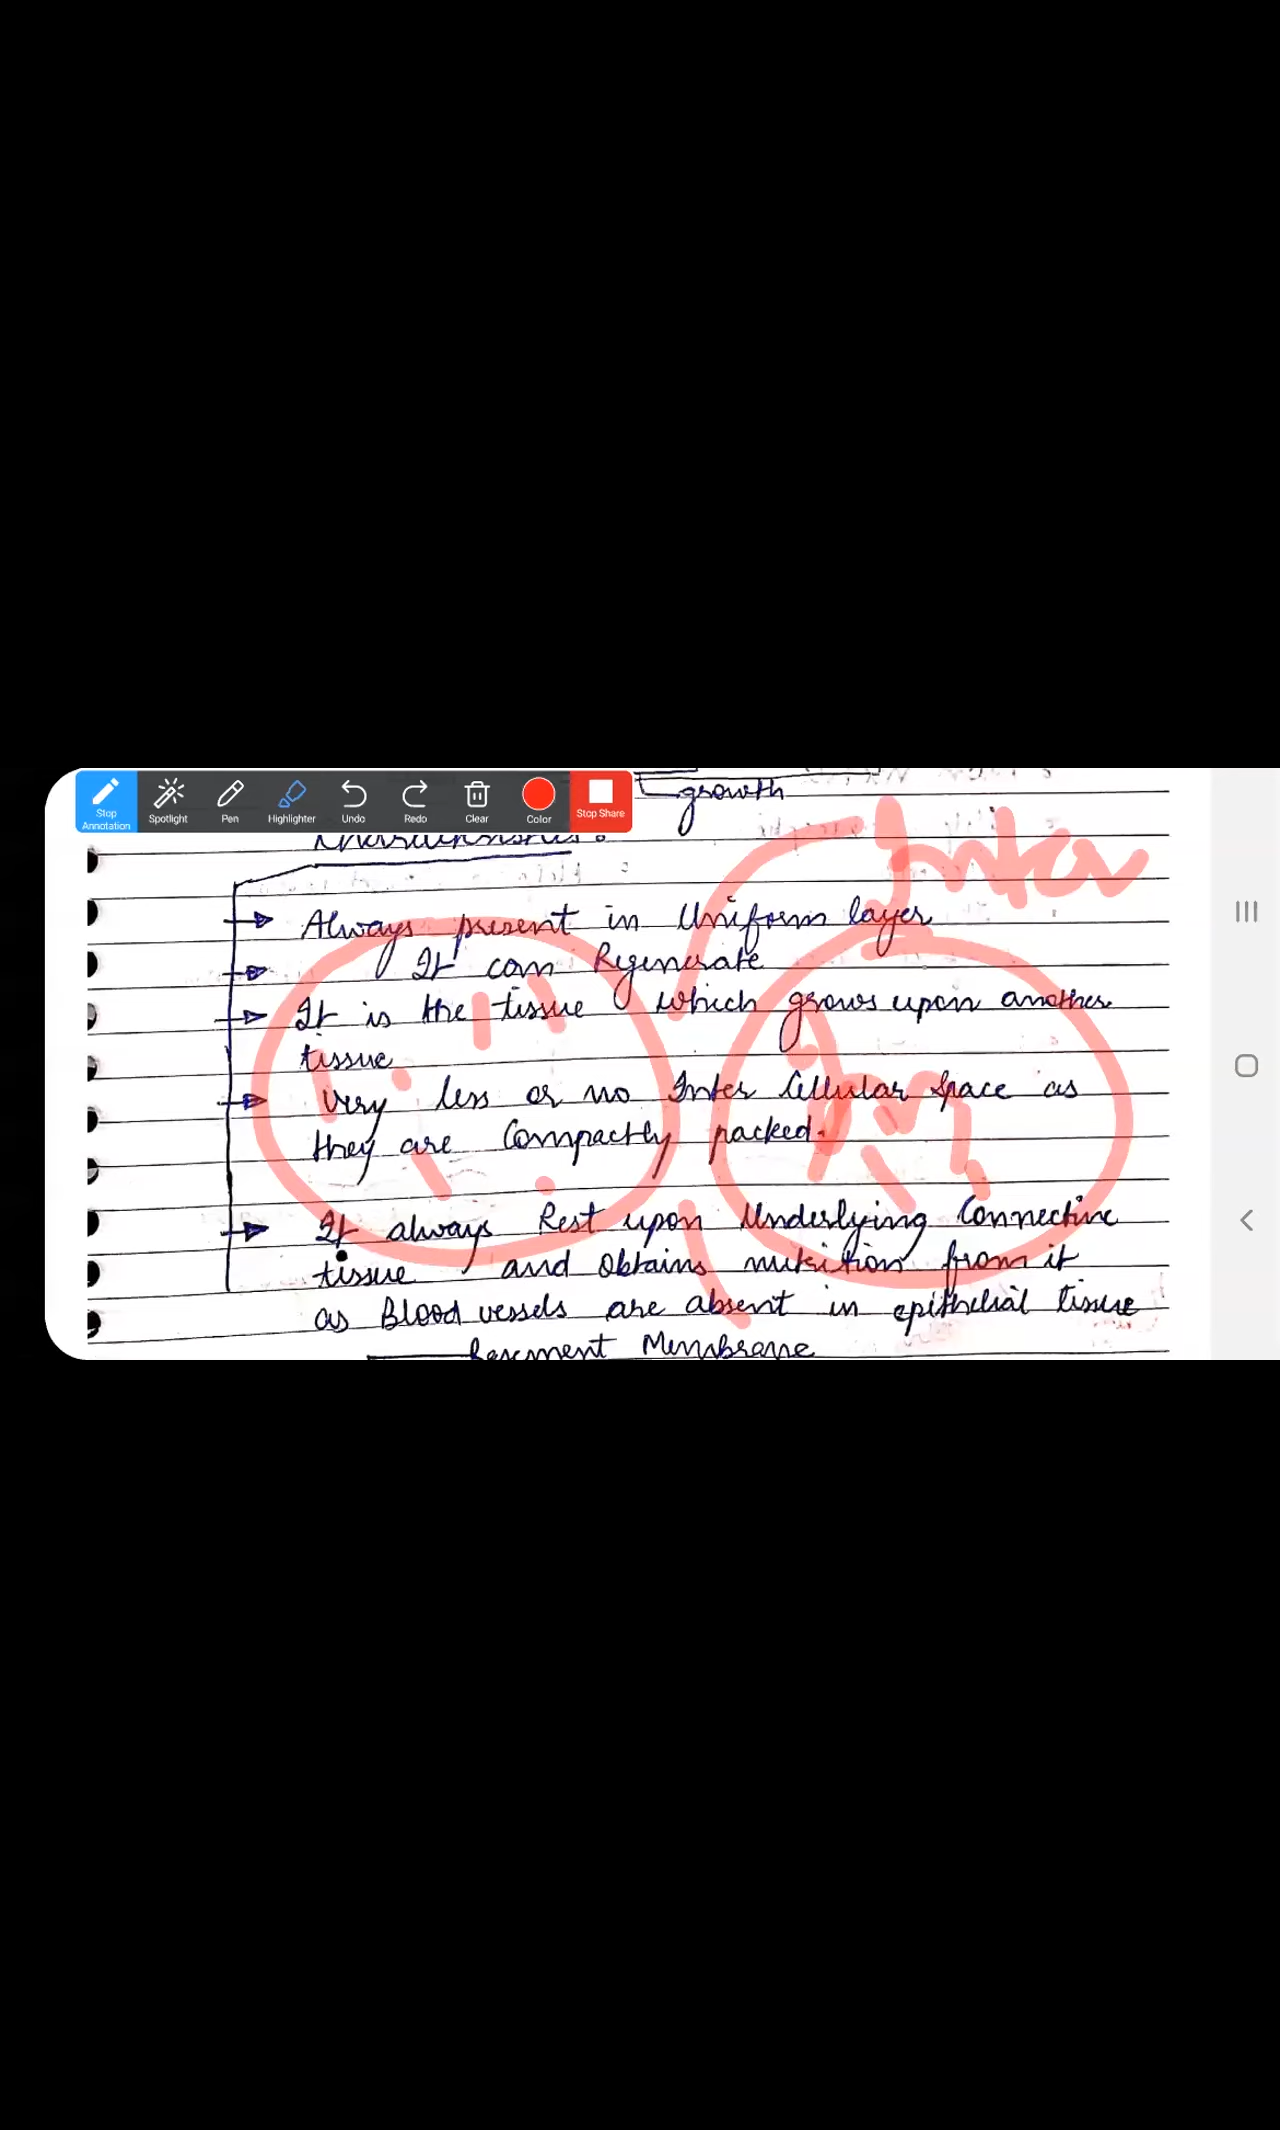 Stop Annotation Spotlight Pen Highlighter Undo Redo Clear Color Stop Share
growth
Inter
Always present in Uniform layer
It can Regenerate
It is the tissue which grows upon another
tissue
Very less or no Inter Cellular Space as
they are Compactly packed.
It always Rest upon Underlying Connective
tissue and obtains nutrition from it
as Blood vessels are absent in epithelial tissue
Membrane